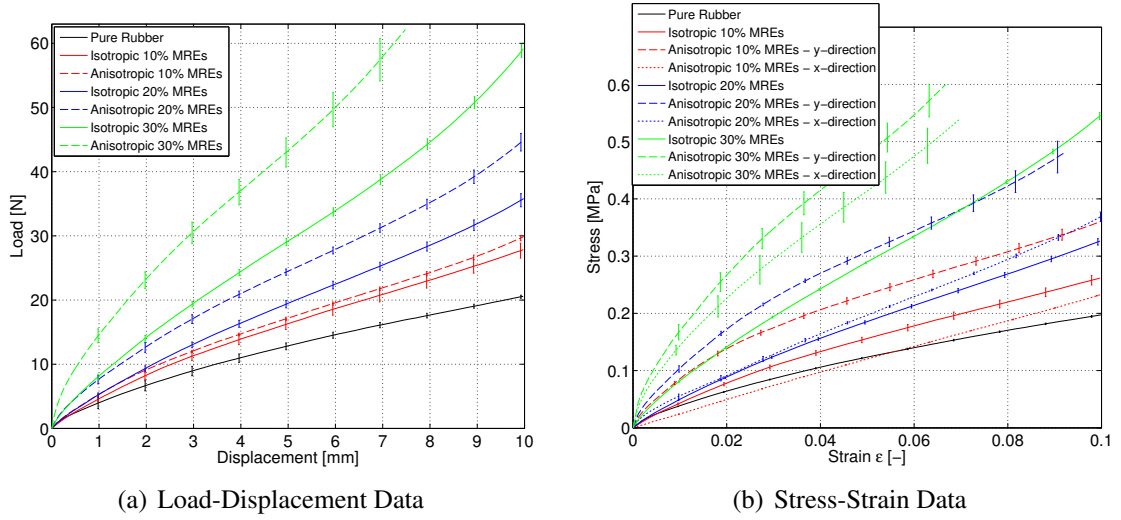 60
50
40
30
20
10
0
Load [N]
Pure Rubber
Isotropic 10% MREs
Anisotropic 10% MREs
Isotropic 20% MREs
Anisotropic 20% MREs
Isotropic 30% MREs
Anisotropic 30% MREs
0 1 2 3 4 5 6 7 8 9 10
Displacement [mm]
(a) Load-Displacement Data
Pure Rubber
Isotropic 10% MREs
Anisotropic 10% MREs – y–direction
Anisotropic 10% MREs – x–direction
Isotropic 20% MREs
Anisotropic 20% MREs – y–direction
Anisotropic 20% MREs – x–direction
Isotropic 30% MREs
Anisotropic 30% MREs – y–direction
Anisotropic 30% MREs – x–direction
0.6
0.5
0.4
0.3
0.2
0.1
0
Stress [MPa]
0 0.02 0.04 0.06 0.08 0.1
Strain ε [–]
(b) Stress-Strain Data